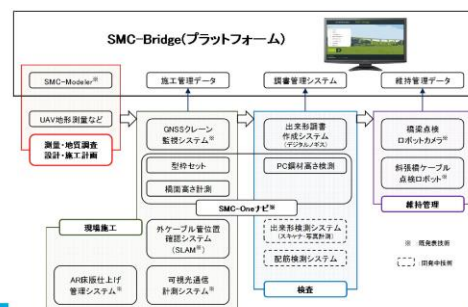 SMC-Bridge(プラットフォーム)
SMC-Modeler※
施工管理データ
調書管理システム
維持管理データ
UAV地形測量など
測量・地質調査
設計・施工計画
GNSSクレーン
監視システム※
型枠セット
橋面高さ計測
出来形調書
作成システム
(デジタルノギス)
PC鋼材高さ検測
SMC-Oneナビ※
橋梁点検
ロボットカメラ※
斜張橋ケーブル
点検ロボット※
維持管理
現場施工
外ケーブル管位置
確認システム
(SLAM※)
AR床版仕上げ
管理システム※
可視光通信
計測システム※
出来形検測システム
(スキャナ・写真計測)
配筋検測システム
検査
※:既発表技術
:開発中技術